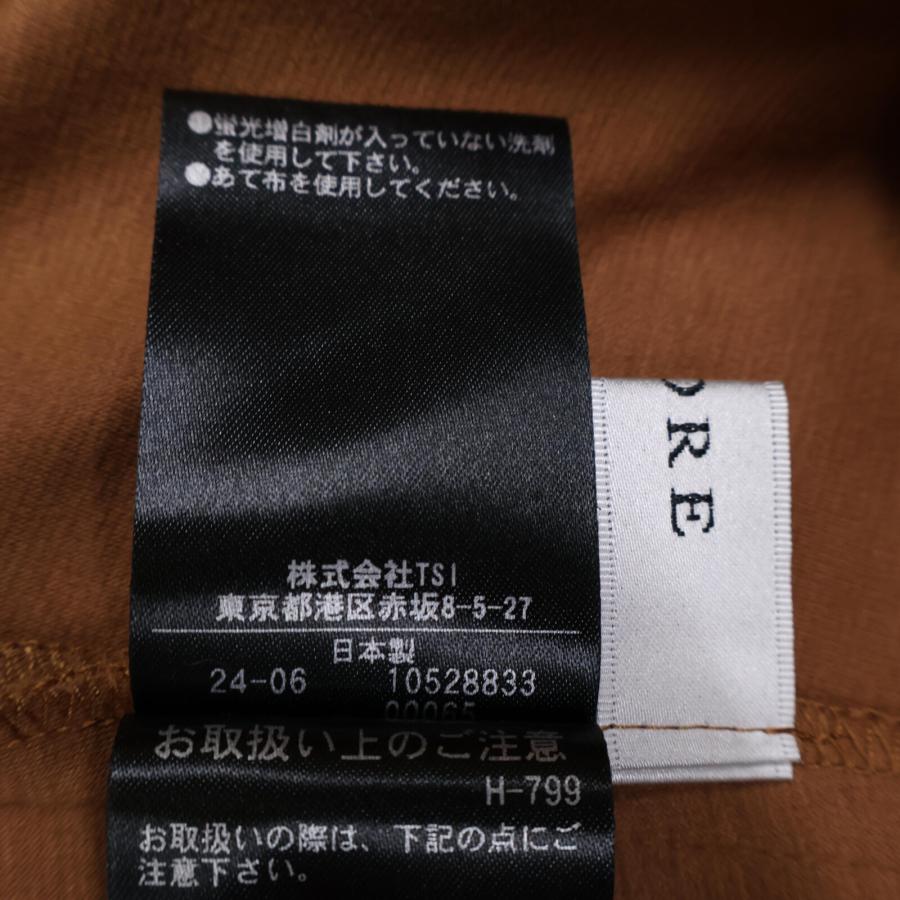 ●蛍光増白剤が入っていない洗剤
を使用して下さい。
●あて布を使用してください。
ORE
株式会社TSI
東京都港区赤坂8-5-27
日本製
24-06 10528833
00065
お取扱い上のご注意
H-799
お取扱いの際は、下記の点にご
注意下さい。